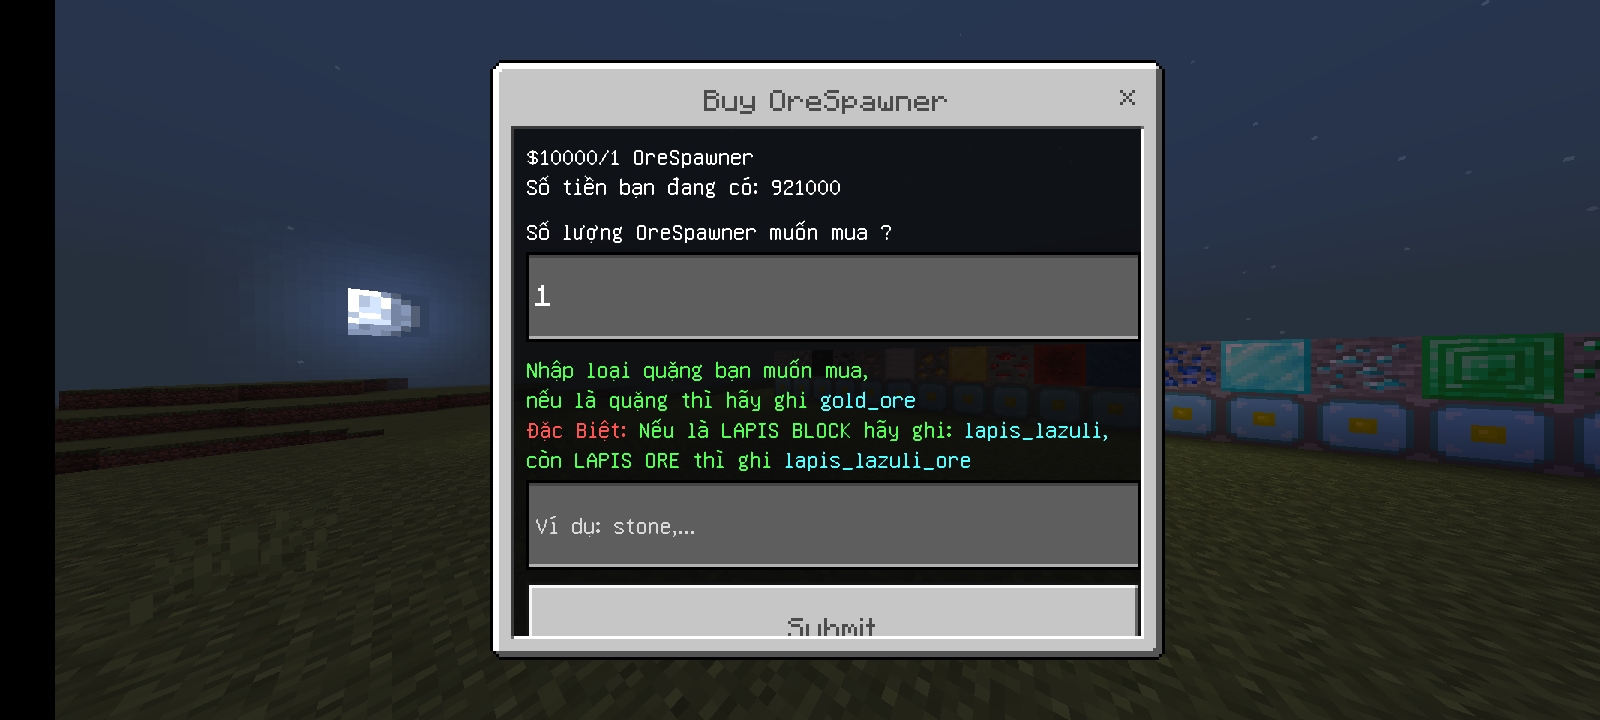 Buy OreSpawner
$10000/1 OreSpawner
Số tiền bạn đang có: 921000
Số lượng OreSpawner muốn mua ?
1
Nhập loại quặng bạn muốn mua,
nếu là quặng thì hãy ghi gold_ore
Đặc Biệt: Nếu là LAPIS BLOCK hãy ghi: lapis_lazuli,
còn LAPIS ORE thì ghi lapis_lazuli_ore
Ví dụ: stone,...
Submit